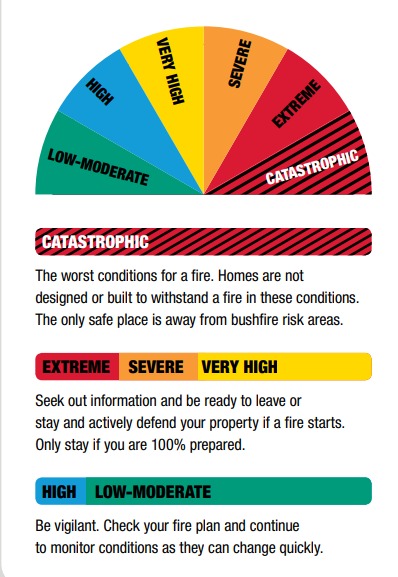 LOW-MODERATE
HIGH
VERY HIGH
SEVERE
EXTREME
CATASTROPHIC
CATASTROPHIC
The worst conditions for a fire. Homes are not
designed or built to withstand a fire in these conditions.
The only safe place is away from bushfire risk areas.
EXTREME SEVERE VERY HIGH
Seek out information and be ready to leave or
stay and actively defend your property if a fire starts.
Only stay if you are 100% prepared.
HIGH LOW-MODERATE
Be vigilant. Check your fire plan and continue
to monitor conditions as they can change quickly.